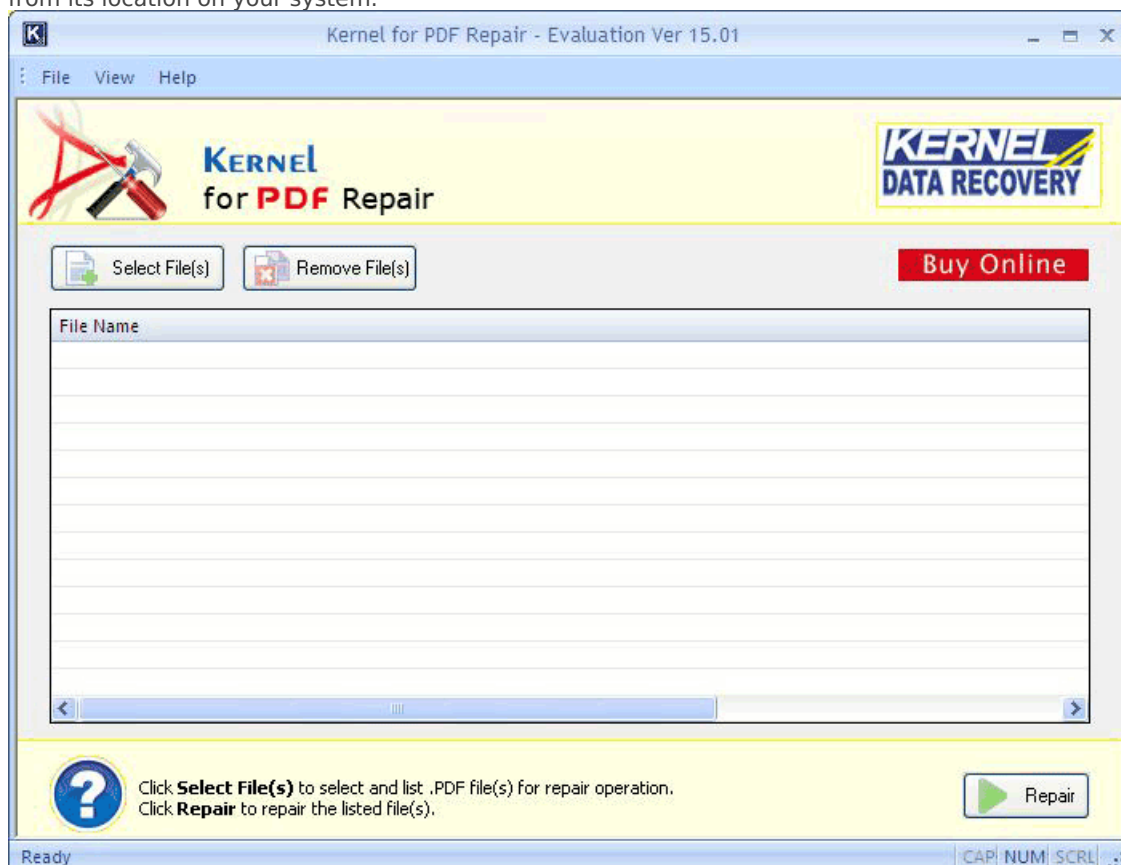 from its location on your system.
K
Kernel for PDF Repair - Evaluation Ver 15.01
File View Help
KERNEl
for PDF Repair
KERNEL
DATA RECOVERY
Select File(s) Remove File(s)
Buy Online
File Name
Click Select File(s) to select and list .PDF file(s) for repair operation.
Click Repair to repair the listed file(s).
Repair
Ready
CAP NUM SCRL